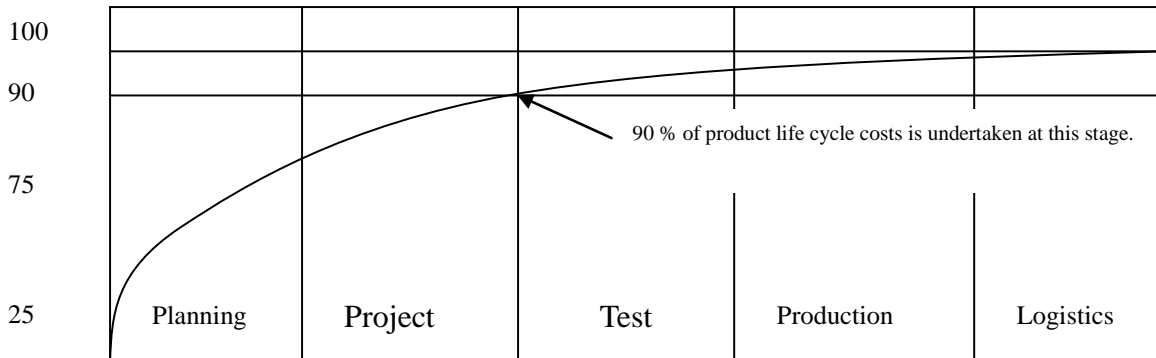 100
90
90 % of product life cycle costs is undertaken at this stage.
75
25
Planning
Project
Test
Production
Logistics